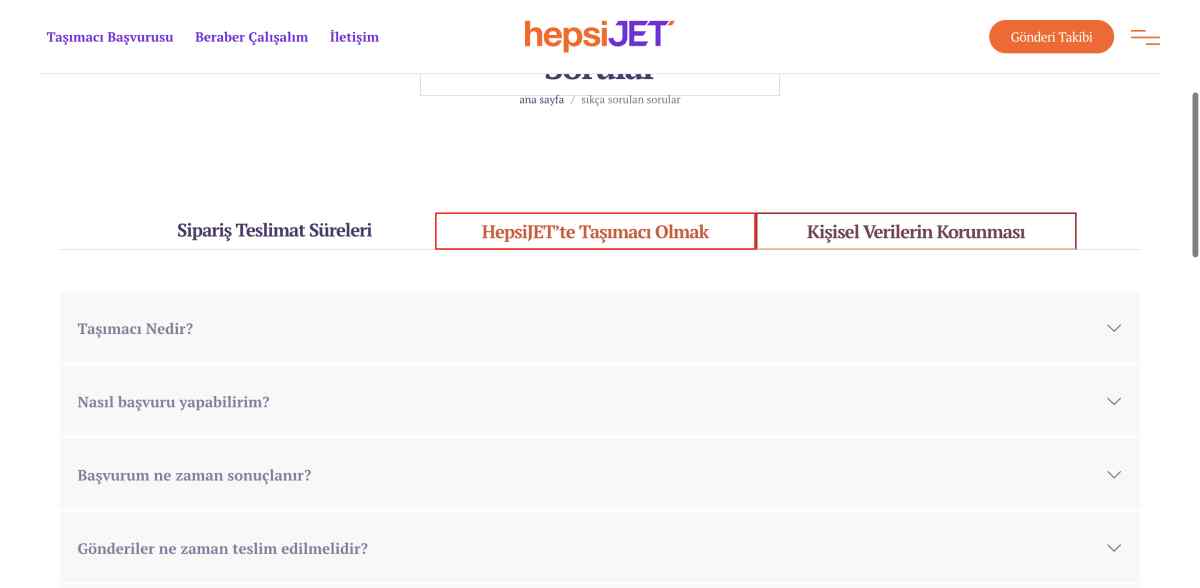 Taşımacı Başvurusu
Beraber Çalışalım
İletişim
hepsiJET
Gönderi Takibi
Sorular
ana sayfa / sıkça sorulan sorular
Sipariş Teslimat Süreleri
HepsiJET'te Taşımacı Olmak
Kişisel Verilerin Korunması
Taşımacı Nedir?
Nasıl başvuru yapabilirim?
Başvurum ne zaman sonuçlanır?
Gönderiler ne zaman teslim edilmelidir?